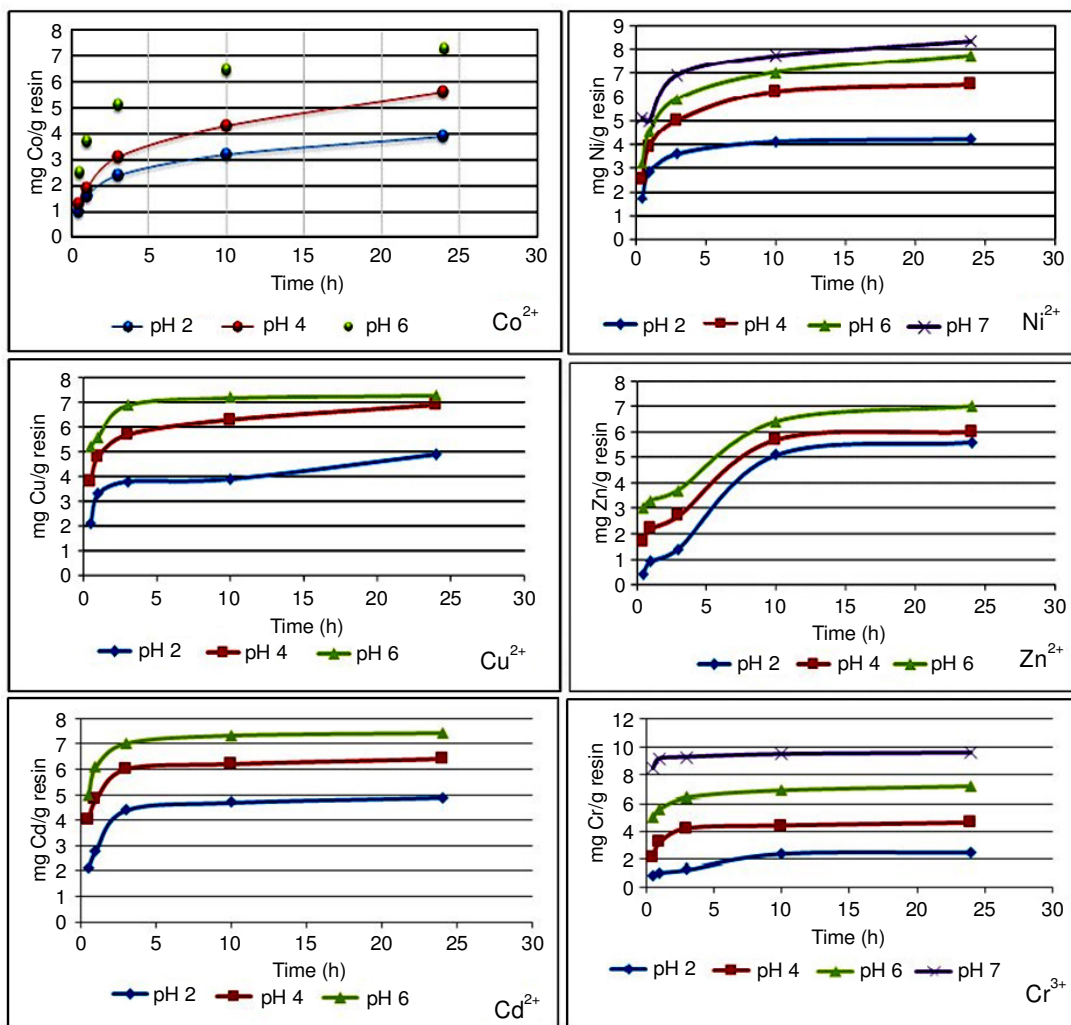 mg Co/g resin
8
7
6
5
4
3
2
1
0
0 5 10 15 20 25 30
Time (h)
pH 2 pH 4 pH 6 Co²⁺
mg Ni/g resin
9
8
7
6
5
4
3
2
1
0
0 5 10 15 20 25 30
Time (h)
pH 2 pH 4 pH 6 pH 7 Ni²⁺
mg Cu/g resin
8
7
6
5
4
3
2
1
0
0 5 10 15 20 25 30
Time (h)
pH 2 pH 4 pH 6 Cu²⁺
mg Zn/g resin
8
7
6
5
4
3
2
1
0
0 5 10 15 20 25 30
Time (h)
pH 2 pH 4 pH 6 Zn²⁺
mg Cd/g resin
8
7
6
5
4
3
2
1
0
0 5 10 15 20 25 30
Time (h)
pH 2 pH 4 pH 6 Cd²⁺
mg Cr/g resin
12
10
8
6
4
2
0
0 5 10 15 20 25 30
Time (h)
pH 2 pH 4 pH 6 pH 7 Cr³⁺